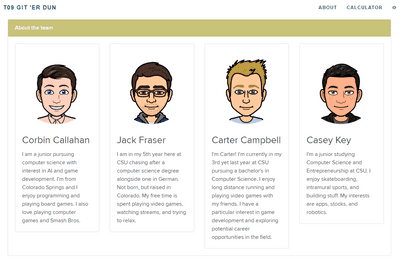 T09 GIT 'ER DUN
ABOUT
CALCULATOR
About the team
Corbin Callahan
I am a junior pursuing
computer science with
interest in AI and game
development. I'm from
Colorado Springs and I
enjoy programming and
playing board games. I also
love playing computer
games and Smash Bros.
Jack Fraser
I am in my 5th year here at
CSU chasing after a
computer science degree
alongside one in German.
Not born, but raised in
Colorado. My free time is
spent playing video games,
watching streams, and trying
to relax.
Carter Campbell
I'm Carter! I'm currently in my
3rd yet last year at CSU
pursuing a bachelor's in
Computer Science. I enjoy
long distance running and
playing video games with
my friends. I have a
particular interest in game
development and exploring
potential career
opportunities in the field.
Casey Key
I'm a junior studying
Computer Science and
Entrepreneurship at CSU. I
enjoy skateboarding,
intramural sports, and
building stuff. My interests
are apps, stocks, and
robotics.